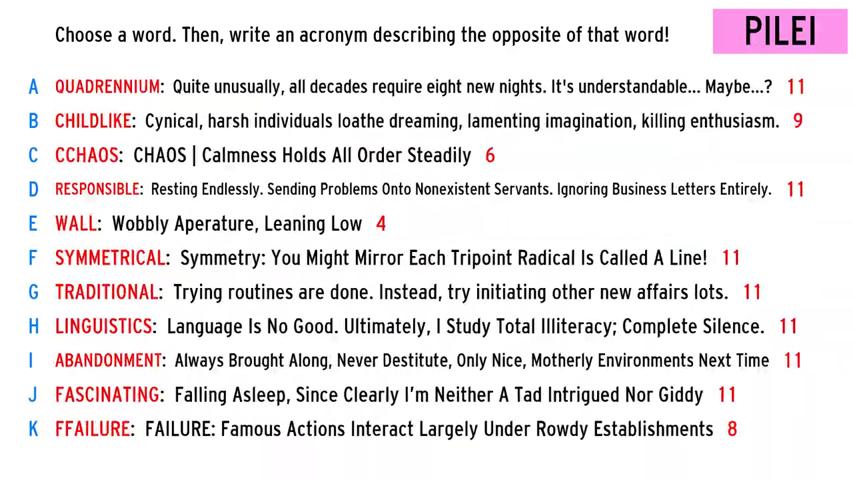 Choose a word. Then, write an acronym describing the opposite of that word!
PILEI
A QUADRENNIUM: Quite unusually, all decades require eight new nights. It's understandable... Maybe...? 11
B CHILDLIKE: Cynical, harsh individuals loathe dreaming, lamenting imagination, killing enthusiasm. 9
C CCHAOS: CHAOS | Calmness Holds All Order Steadily 6
D RESPONSIBLE: Resting Endlessly. Sending Problems Onto Nonexistent Servants. Ignoring Business Letters Entirely. 11
E WALL: Wobbly Aperature, Leaning Low 4
F SYMMETRICAL: Symmetry: You Might Mirror Each Tripoint Radical Is Called A Line! 11
G TRADITIONAL: Trying routines are done. Instead, try initiating other new affairs lots. 11
H LINGUISTICS: Language Is No Good. Ultimately, I Study Total Illiteracy; Complete Silence. 11
I ABANDONMENT: Always Brought Along, Never Destitute, Only Nice, Motherly Environments Next Time 11
J FASCINATING: Falling Asleep, Since Clearly I'm Neither A Tad Intrigued Nor Giddy 11
K FFAILURE: FAILURE: Famous Actions Interact Largely Under Rowdy Establishments 8